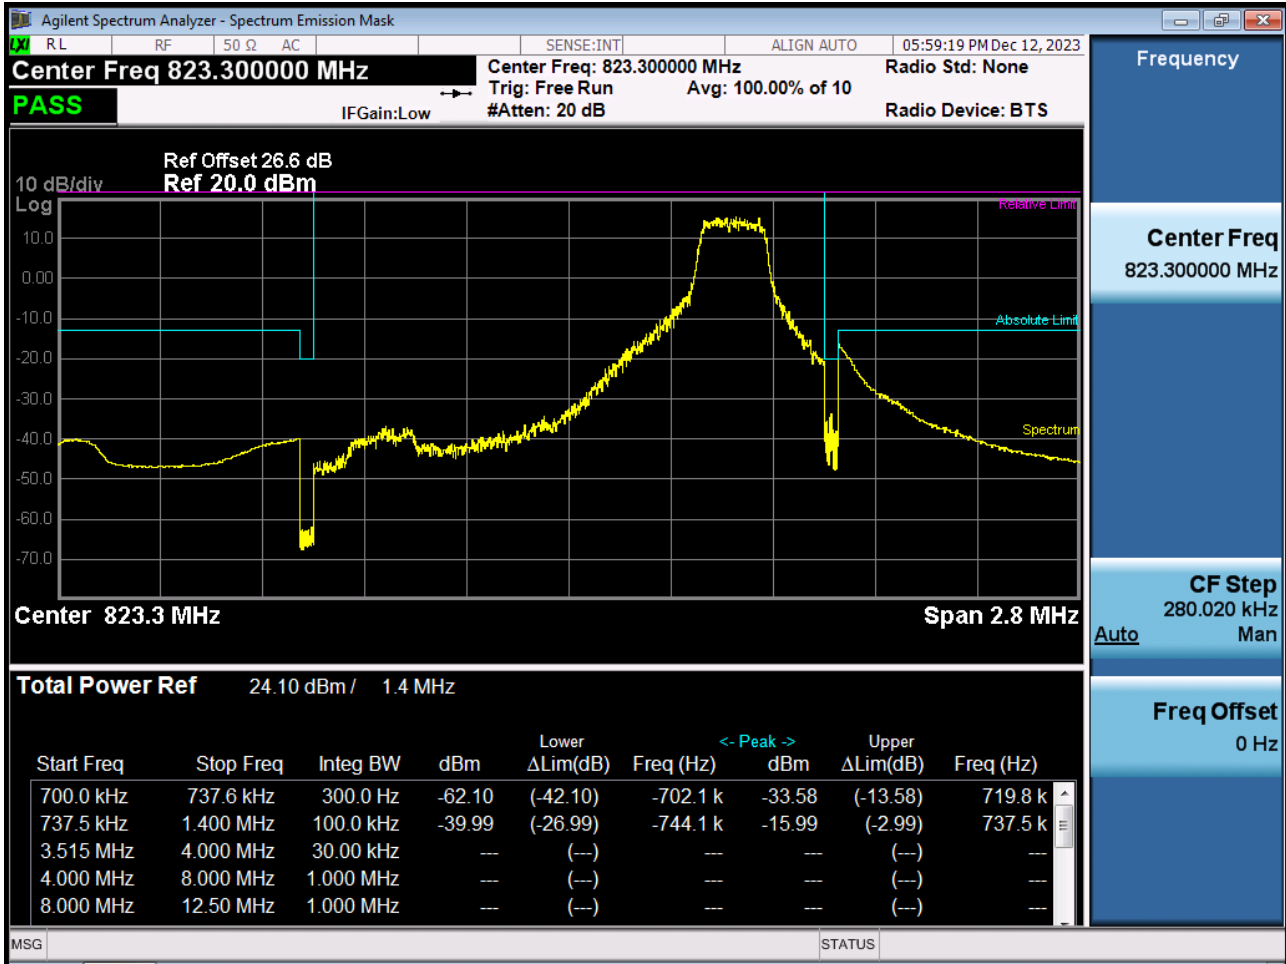 Agilent Spectrum Analyzer - Spectrum Emission Mask
LXI RL RF 50 Ω AC SENSE:INT ALIGN AUTO 05:59:19 PM Dec 12, 2023
Center Freq 823.300000 MHz
Center Freq: 823.300000 MHz
Radio Std: None
Trig: Free Run Avg: 100.00% of 10
PASS
IFGain:Low
#Atten: 20 dB
Radio Device: BTS
Ref Offset 26.6 dB
10 dB/div Ref 20.0 dBm
Log
Relative Limit
10.0
0.00
-10.0
Absolute Limit
-20.0
-30.0
Spectrum
-40.0
-50.0
-60.0
-70.0
Center 823.3 MHz Span 2.8 MHz
Total Power Ref 24.10 dBm / 1.4 MHz
Lower <- Peak -> Upper
Start Freq Stop Freq Integ BW dBm ΔLim(dB) Freq (Hz) dBm ΔLim(dB) Freq (Hz)
700.0 kHz 737.6 kHz 300.0 Hz -62.10 (-42.10) -702.1 k -33.58 (-13.58) 719.8 k
737.5 kHz 1.400 MHz 100.0 kHz -39.99 (-26.99) -744.1 k -15.99 (-2.99) 737.5 k
3.515 MHz 4.000 MHz 30.00 kHz --- (---) --- --- (---) ---
4.000 MHz 8.000 MHz 1.000 MHz --- (---) --- --- (---) ---
8.000 MHz 12.50 MHz 1.000 MHz --- (---) --- --- (---) ---
MSG STATUS
Frequency
Center Freq
823.300000 MHz
CF Step
280.020 kHz
Auto Man
Freq Offset
0 Hz